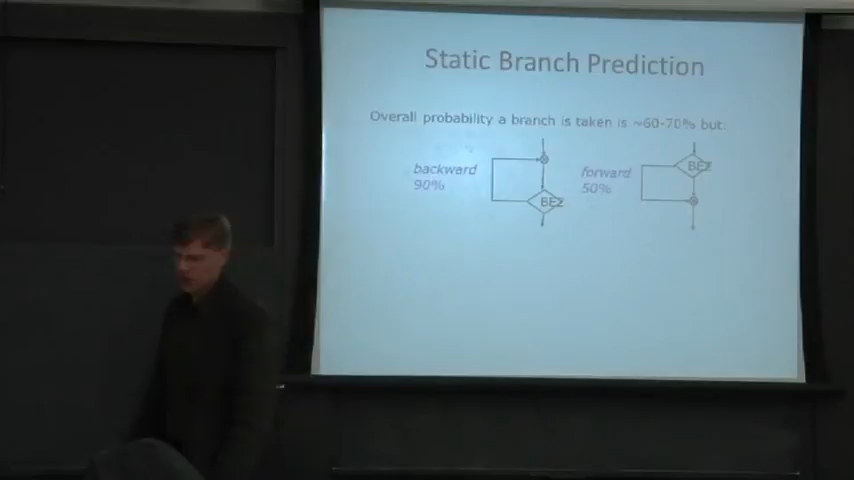 Static Branch Prediction
Overall probability a branch is taken is ~60-70% but:
backward
90%
BEZ
forward
50%
BEZ